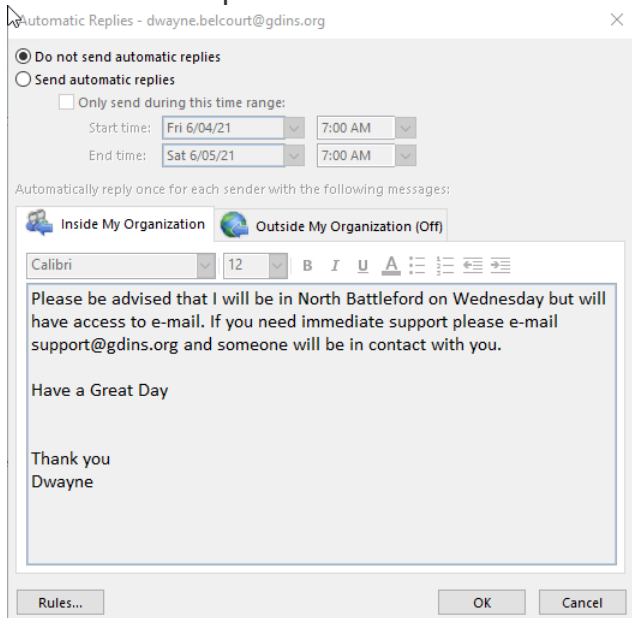 Automatic Replies - dwayne.belcourt@gdins.org
Do not send automatic replies
Send automatic replies
Only send during this time range:
Start time: Fri 6/04/21 7:00 AM
End time: Sat 6/05/21 7:00 AM
Automatically reply once for each sender with the following messages:
Inside My Organization Outside My Organization (Off)
Calibri 12 B I U A
Please be advised that I will be in North Battleford on Wednesday but will
have access to e-mail. If you need immediate support please e-mail
support@gdins.org and someone will be in contact with you.
Have a Great Day
Thank you
Dwayne
Rules... OK Cancel